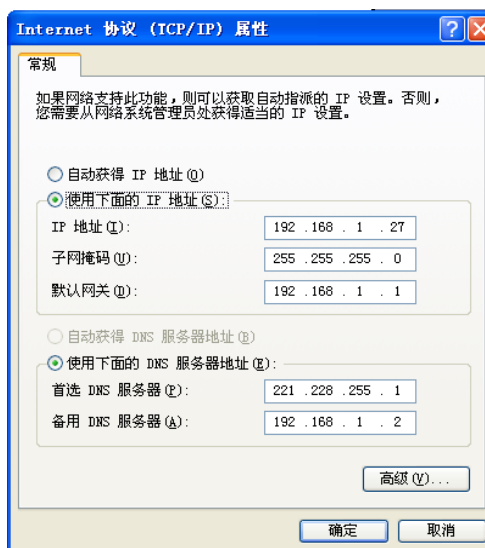 Internet 协议 (TCP/IP) 属性
常规
如果网络支持此功能，则可以获取自动指派的 IP 设置。否则，
您需要从网络系统管理员处获得适当的 IP 设置。
自动获得 IP 地址(O)
使用下面的 IP 地址(S):
IP 地址(I): 192 .168 . 1 . 27
子网掩码(U): 255 .255 .255 . 0
默认网关(D): 192 .168 . 1 . 1
自动获得 DNS 服务器地址(B)
使用下面的 DNS 服务器地址(E):
首选 DNS 服务器(P): 221 .228 .255 . 1
备用 DNS 服务器(A): 192 .168 . 1 . 2
高级(V)...
确定 取消